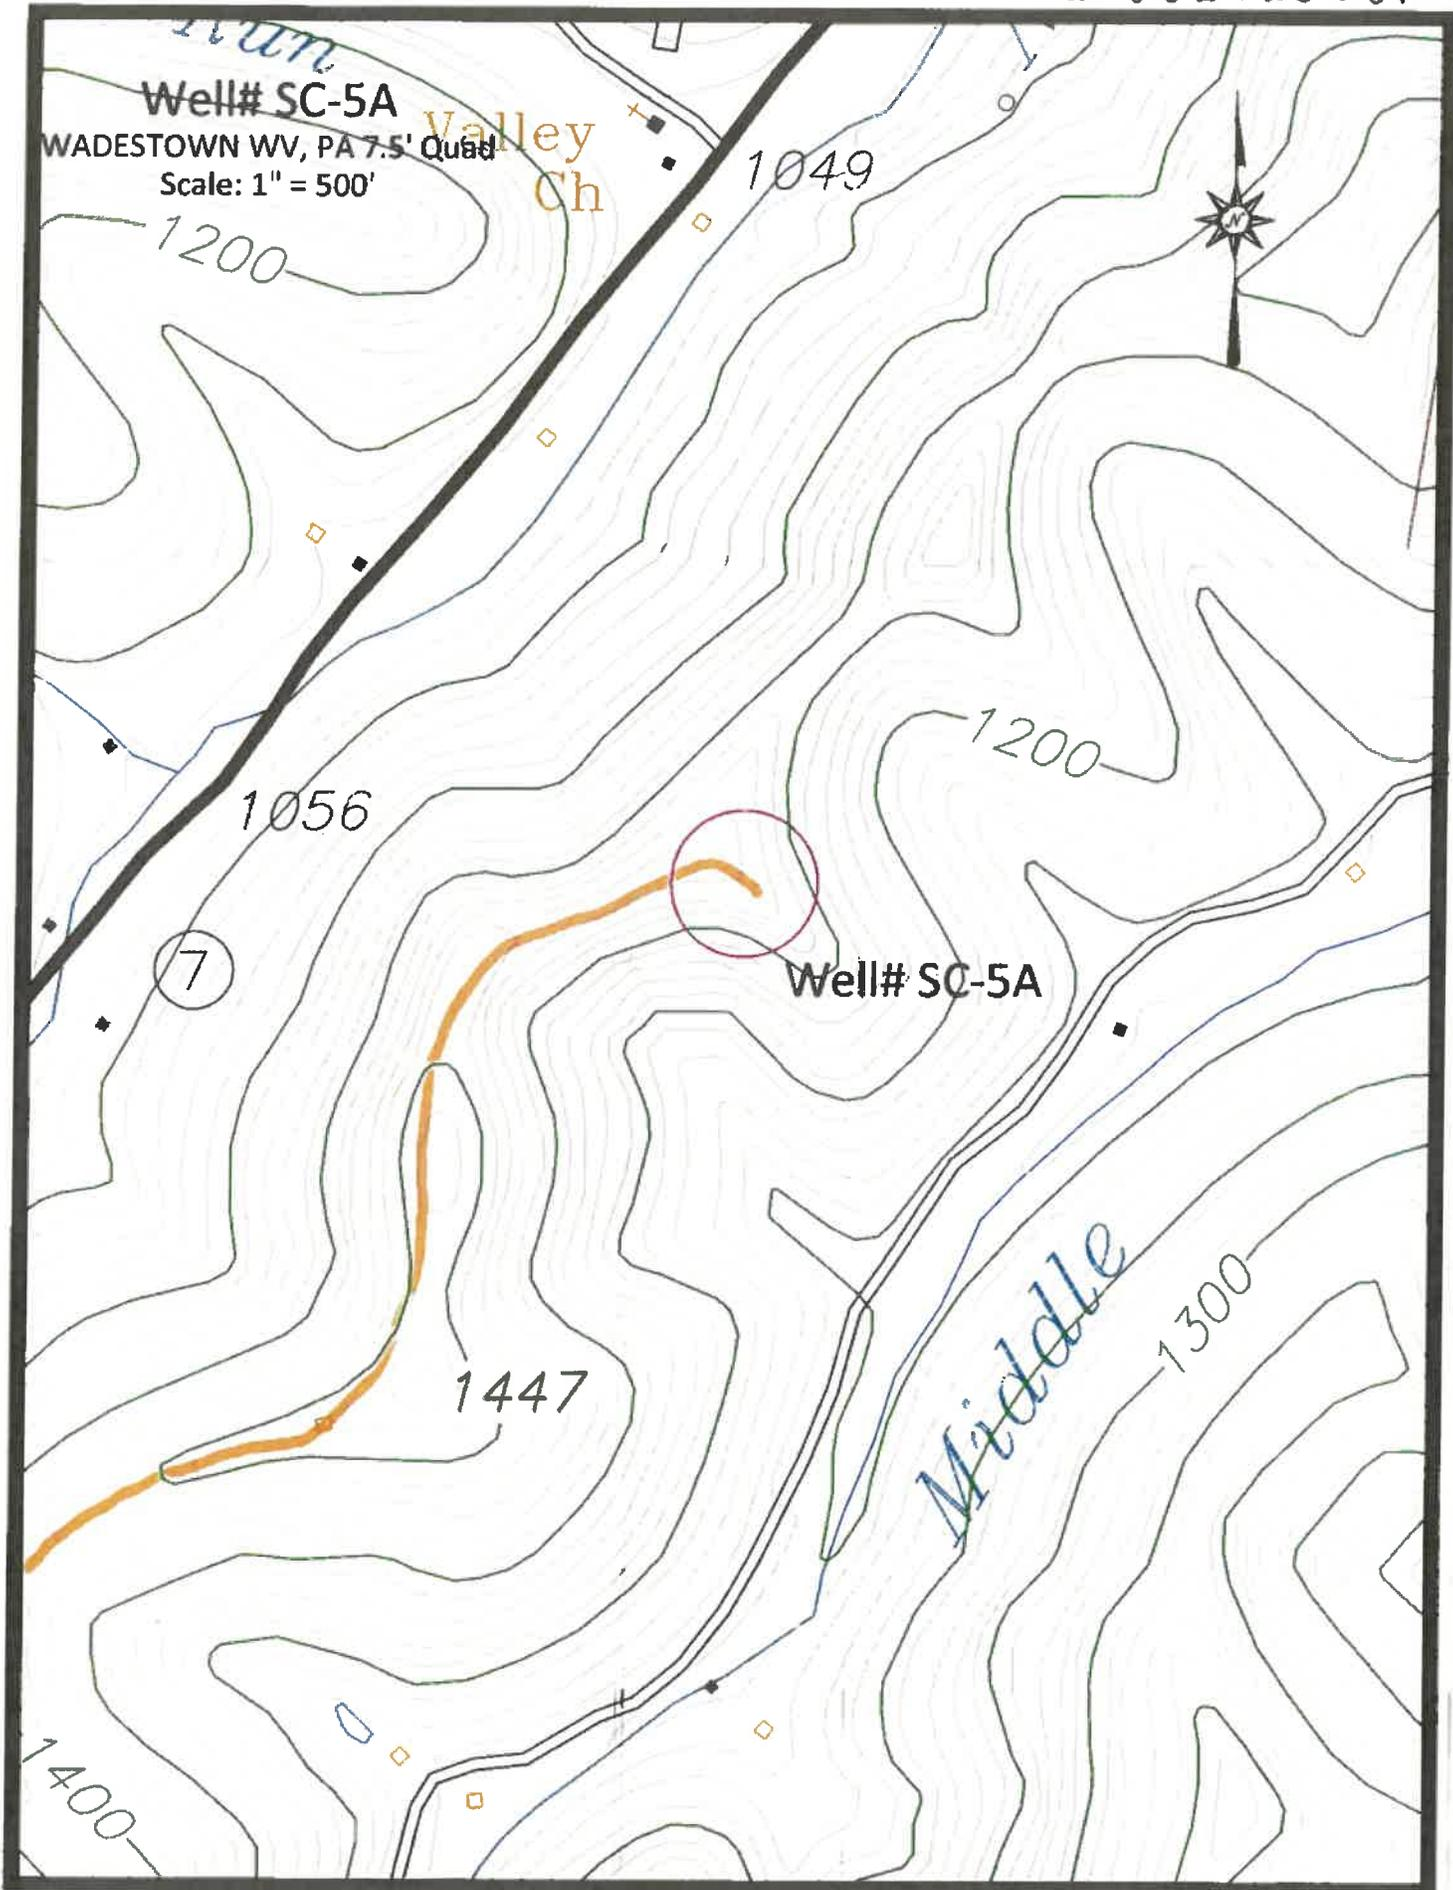 Run
Well# SC-5A
WADESTOWN WV, PA 7.5' Quad
Scale: 1" = 500'
Valley
Ch
1049
N
1200
1200
1056
7
Well# SC-5A
Middle
1300
1447
1400